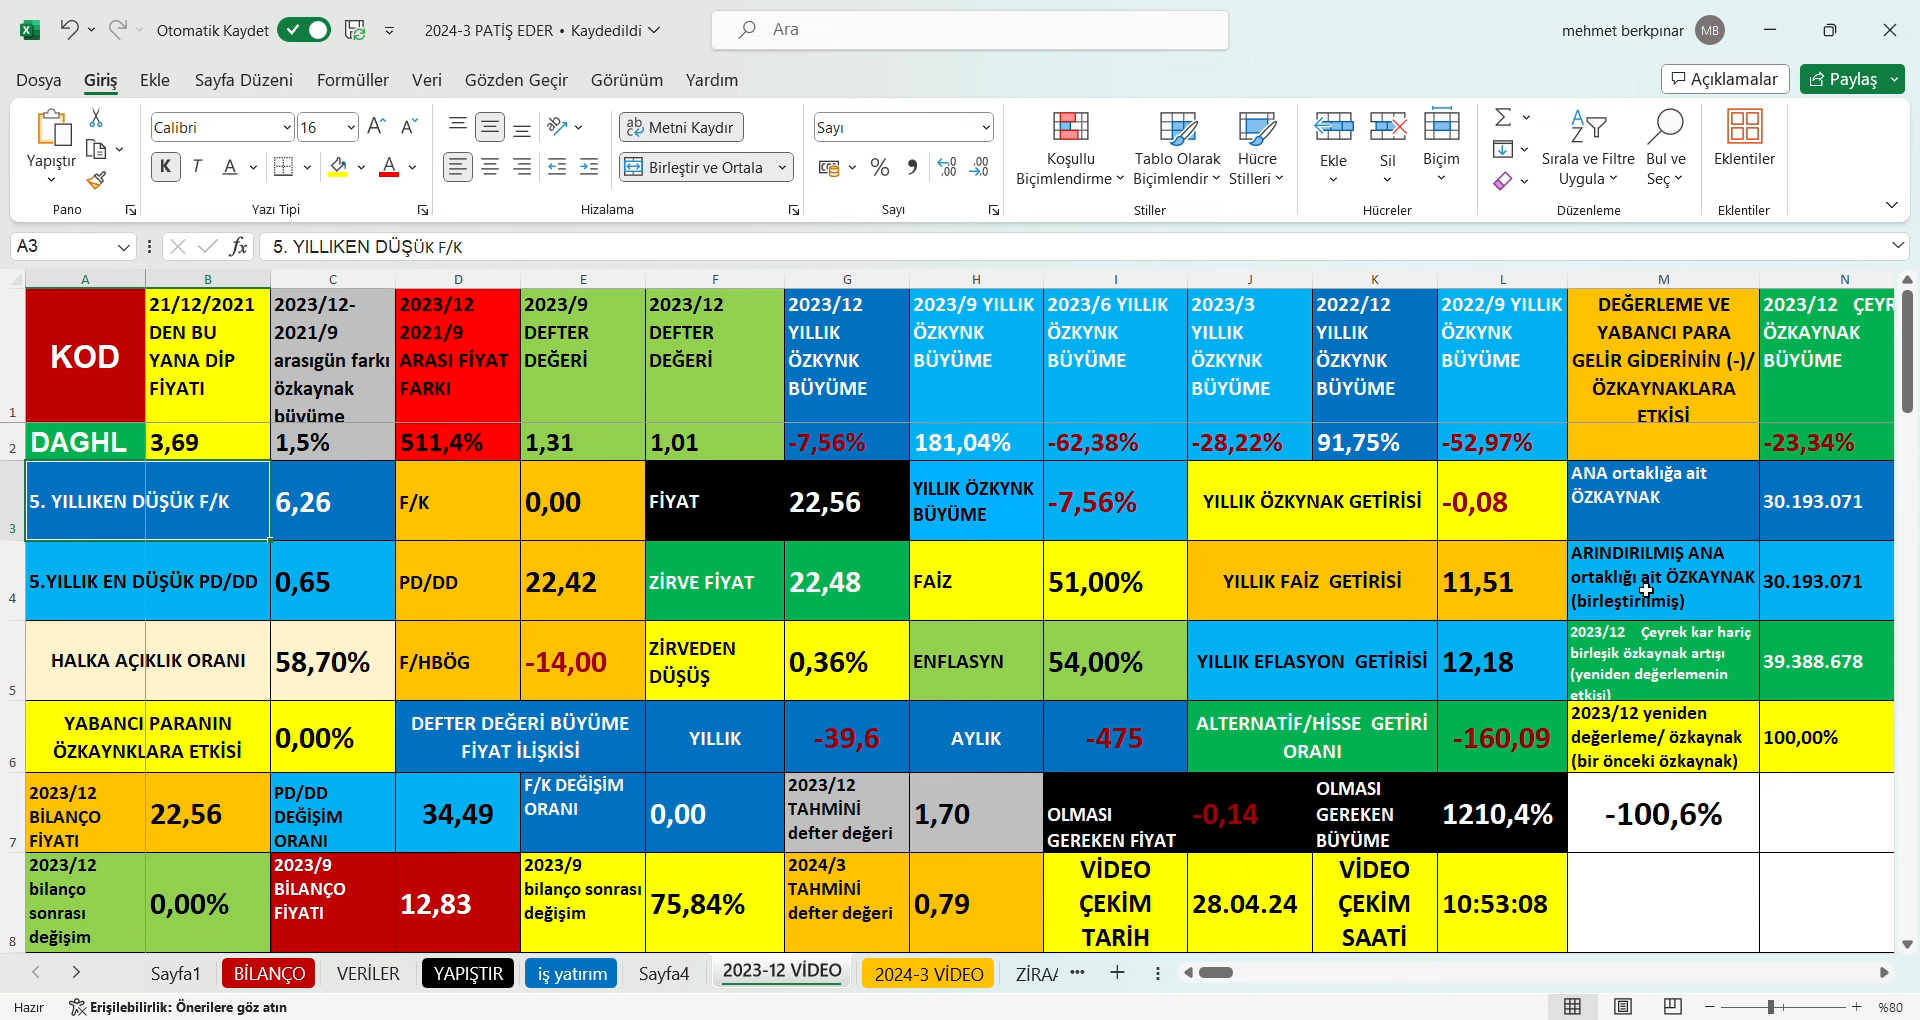 Otomatik Kaydet
2024-3 PATİŞ EDER • Kaydedildi
Ara
mehmet berkpınar MB
Dosya Giriş Ekle Sayfa Düzeni Formüller Veri Gözden Geçir Görünüm Yardım
Açıklamalar Paylaş
Yapıştır
Calibri 16
K T A A
Metni Kaydır
Birleştir ve Ortala
Sayı
Koşullu Biçimlendirme
Tablo Olarak Biçimlendir
Hücre Stilleri
Ekle Sil Biçim
Sırala ve Filtre Uygula
Bul ve Seç
Eklentiler
Pano Yazı Tipi Hizalama Sayı Stiller Hücreler Düzenleme Eklentiler
A3 fx 5. YILLIKEN DÜŞÜK F/K
A B C D E F G H I J K L M N
1
KOD
21/12/2021 DEN BU YANA DİP FİYATI
2023/12-2021/9 arasıgün farkı özkaynak büyüme
2023/12 2021/9 ARASI FİYAT FARKI
2023/9 DEFTER DEĞERİ
2023/12 DEFTER DEĞERİ
2023/12 YILLIK ÖZKYNK BÜYÜME
2023/9 YILLIK ÖZKYNK BÜYÜME
2023/6 YILLIK ÖZKYNK BÜYÜME
2023/3 YILLIK ÖZKYNK BÜYÜME
2022/12 YILLIK ÖZKYNK BÜYÜME
2022/9 YILLIK ÖZKYNK BÜYÜME
DEĞERLEME VE YABANCI PARA GELİR GİDERİNİN (-)/ ÖZKAYNAKLARA ETKİSİ
2023/12 ÇEYR ÖZKAYNAK BÜYÜME
2 DAGHL 3,69 1,5% 511,4% 1,31 1,01 -7,56% 181,04% -62,38% -28,22% 91,75% -52,97% -23,34%
3 5. YILLIKEN DÜŞÜK F/K 6,26 F/K 0,00 FİYAT 22,56 YILLIK ÖZKYNK BÜYÜME -7,56% YILLIK ÖZKYNAK GETİRİSİ -0,08 ANA ortaklığa ait ÖZKAYNAK 30.193.071
4 5.YILLIK EN DÜŞÜK PD/DD 0,65 PD/DD 22,42 ZİRVE FİYAT 22,48 FAİZ 51,00% YILLIK FAİZ GETİRİSİ 11,51 ARINDIRILMIŞ ANA ortaklığı ait ÖZKAYNAK (birleştirilmiş) 30.193.071
5 HALKA AÇIKLIK ORANI 58,70% F/HBÖG -14,00 ZİRVEDEN DÜŞÜŞ 0,36% ENFLASYN 54,00% YILLIK EFLASYON GETİRİSİ 12,18 2023/12 Çeyrek kar hariç birleşik özkaynak artışı (yeniden değerlemenin etkisi) 39.388.678
6 YABANCI PARANIN ÖZKAYNKLARA ETKİSİ 0,00% DEFTER DEĞERİ BÜYÜME FİYAT İLİŞKİSİ YILLIK -39,6 AYLIK -475 ALTERNATİF/HİSSE GETİRİ ORANI -160,09 2023/12 yeniden değerleme/ özkaynak (bir önceki özkaynak) 100,00%
7 2023/12 BİLANÇO FİYATI 22,56 PD/DD DEĞİŞİM ORANI 34,49 F/K DEĞİŞİM ORANI 0,00 2023/12 TAHMİNİ defter değeri 1,70 OLMASI GEREKEN FİYAT -0,14 OLMASI GEREKEN BÜYÜME 1210,4% -100,6%
8 2023/12 bilanço sonrası değişim 0,00% 2023/9 BİLANÇO FİYATI 12,83 2023/9 bilanço sonrası değişim 75,84% 2024/3 TAHMİNİ defter değeri 0,79 VİDEO ÇEKİM TARİH 28.04.24 VİDEO ÇEKİM SAATİ 10:53:08
Sayfa1 BİLANÇO VERİLER YAPIŞTIR iş yatırım Sayfa4 2023-12 VİDEO 2024-3 VİDEO ZİRAA
Hazır Erişilebilirlik: Önerilere göz atın %80